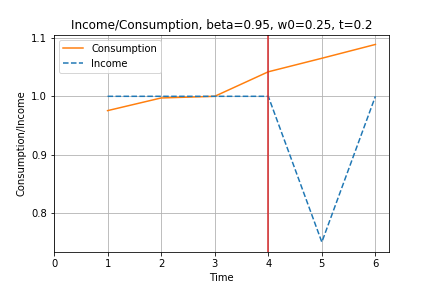 Income/Consumption, beta=0.95, w0=0.25, t=0.2
Consumption
Income
Consumption/Income
1.1
1.0
0.9
0.8
0 1 2 3 4 5 6
Time